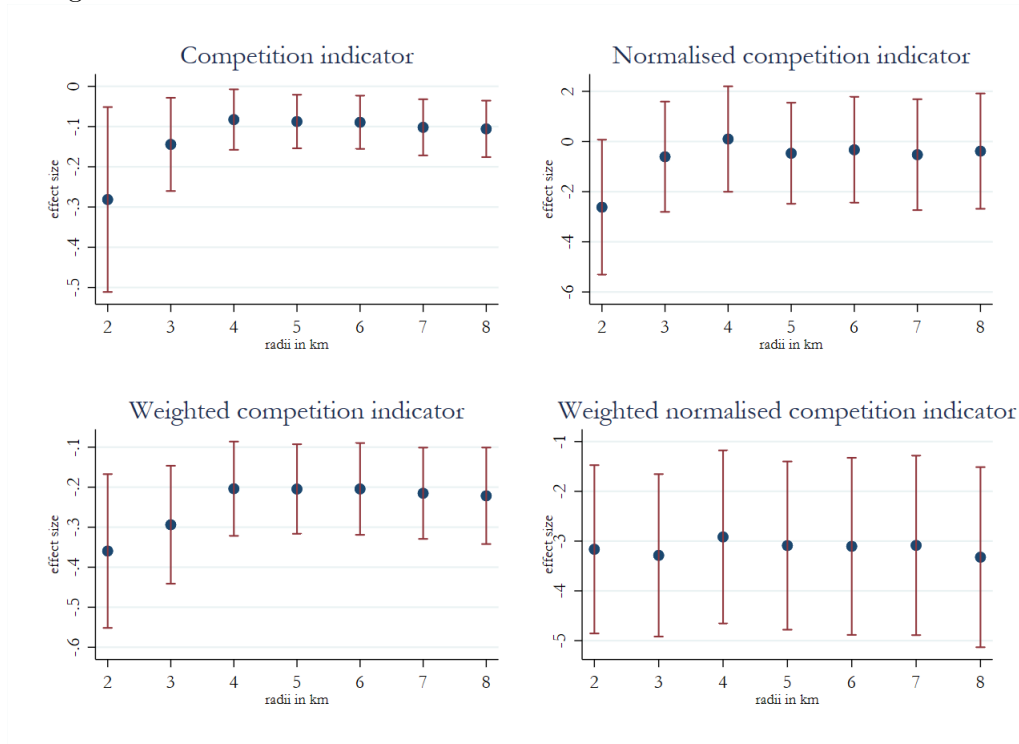 Competition indicator
effect size
0
-.1
-.2
-.3
-.4
-.5
2 3 4 5 6 7 8
radii in km
Normalised competition indicator
effect size
2
0
-2
-4
-6
2 3 4 5 6 7 8
radii in km
Weighted competition indicator
effect size
-.1
-.2
-.3
-.4
-.5
-.6
2 3 4 5 6 7 8
radii in km
Weighted normalised competition indicator
effect size
-1
-2
-3
-4
-5
2 3 4 5 6 7 8
radii in km